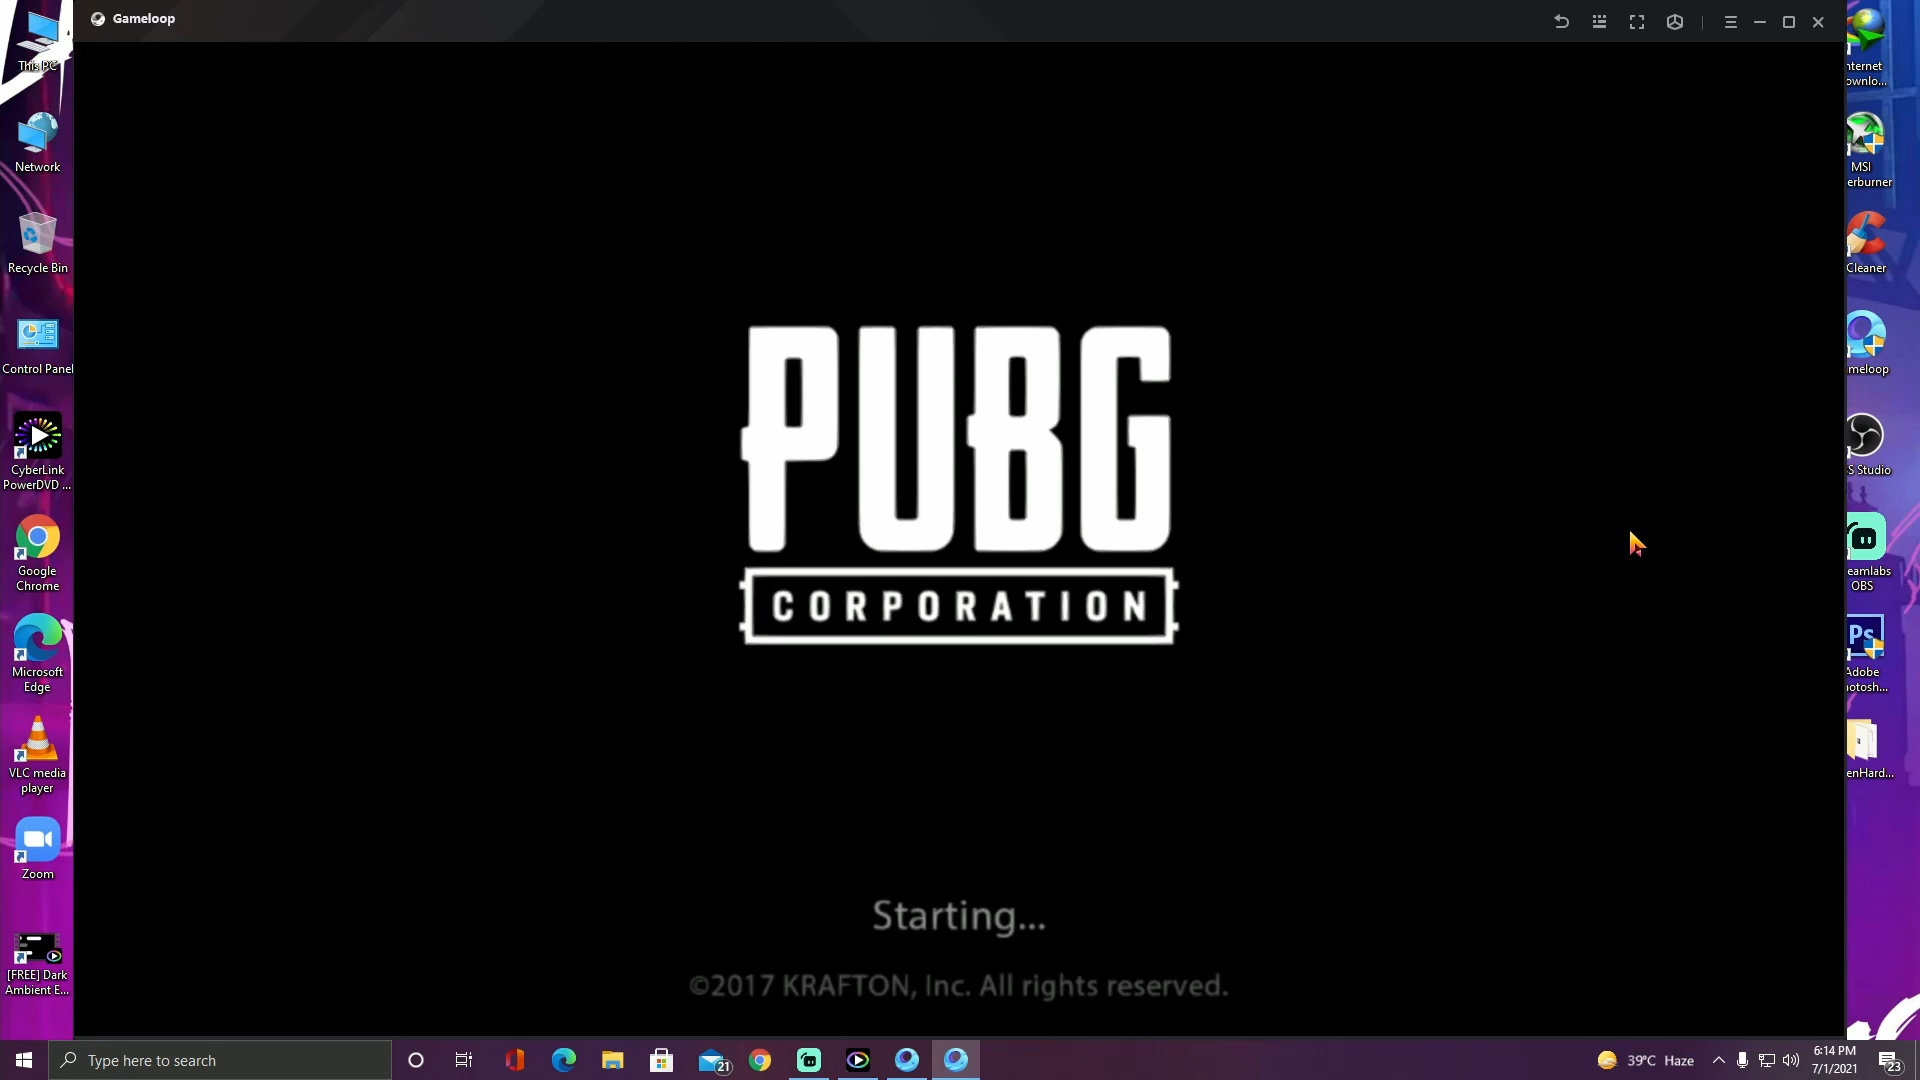 Gameloop
This PC
Network
Recycle Bin
Control Panel
CyberLink
PowerDVD ...
Google
Chrome
Microsoft
Edge
VLC media
player
Zoom
[FREE] Dark
Ambient E...
PUBG
CORPORATION
Starting...
©2017 KRAFTON, Inc. All rights reserved.
nternet
ownlo...
MSI
erburner
Cleaner
meloop
S Studio
eamlabs
OBS
Ps
Adobe
otosh...
enHard...
Type here to search
21
39°C Haze
6:14 PM
7/1/2021
23